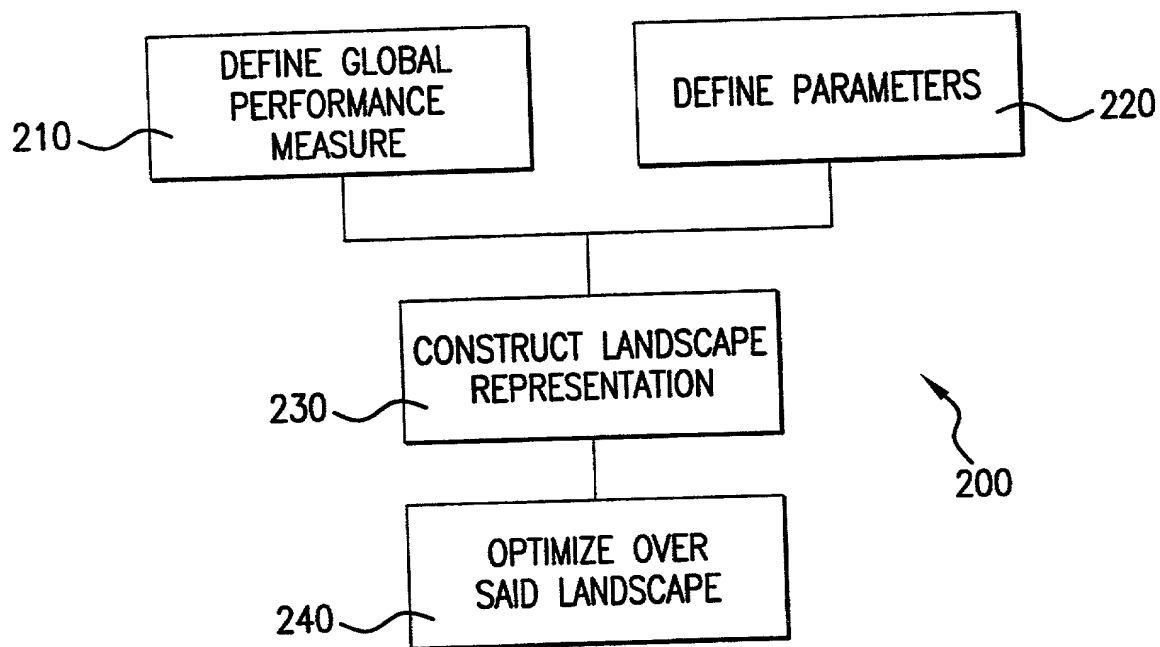 DEFINE GLOBAL
PERFORMANCE
MEASURE
210
DEFINE PARAMETERS
220
CONSTRUCT LANDSCAPE
REPRESENTATION
230
200
OPTIMIZE OVER
SAID LANDSCAPE
240